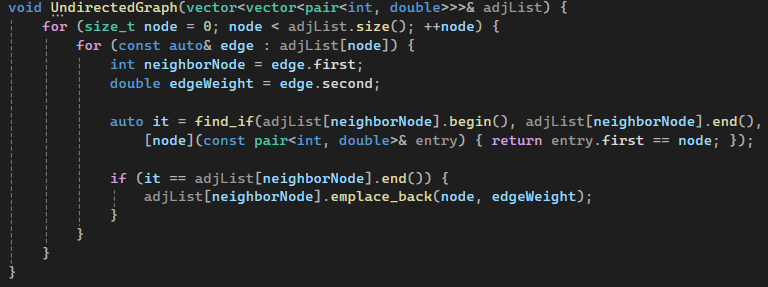 void UndirectedGraph(vector<vector<pair<int, double>>>& adjList) {
    for (size_t node = 0; node < adjList.size(); ++node) {
        for (const auto& edge : adjList[node]) {
            int neighborNode = edge.first;
            double edgeWeight = edge.second;

            auto it = find_if(adjList[neighborNode].begin(), adjList[neighborNode].end(),
                [node](const pair<int, double>& entry) { return entry.first == node; });

            if (it == adjList[neighborNode].end()) {
                adjList[neighborNode].emplace_back(node, edgeWeight);
            }
        }
    }
}